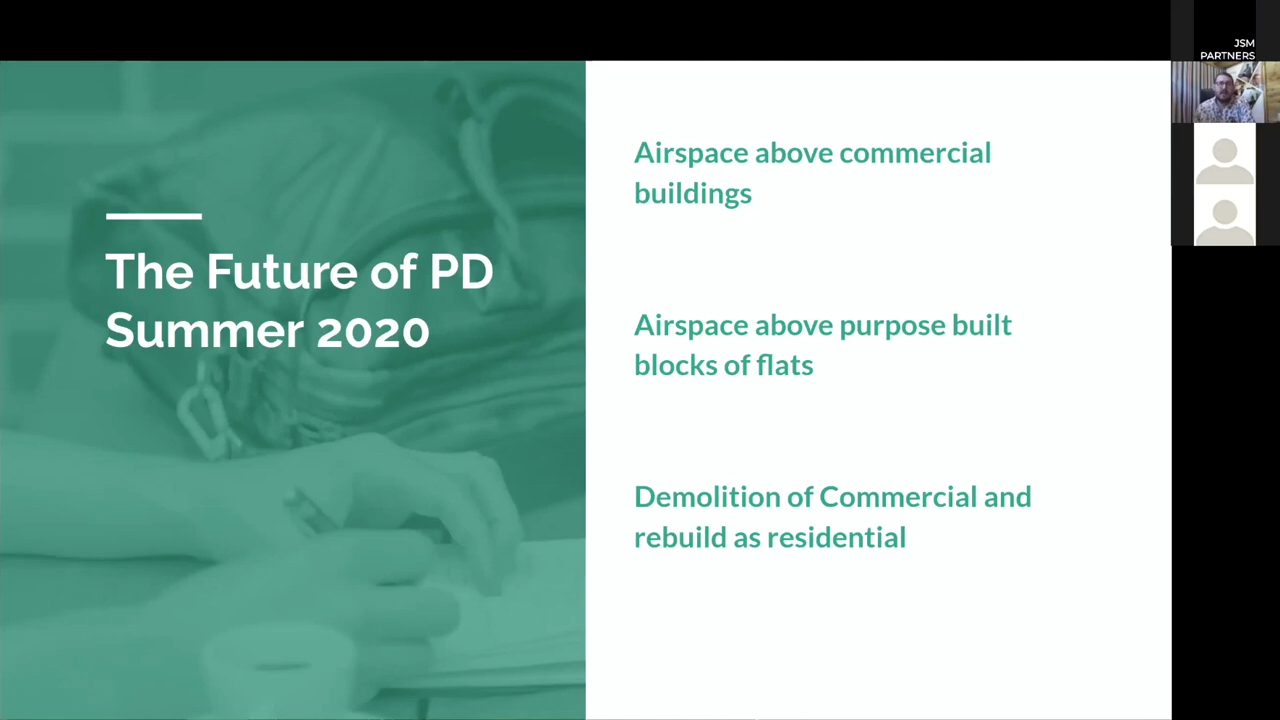 JSM
PARTNERS
The Future of PD
Summer 2020
Airspace above commercial
buildings
Airspace above purpose built
blocks of flats
Demolition of Commercial and
rebuild as residential